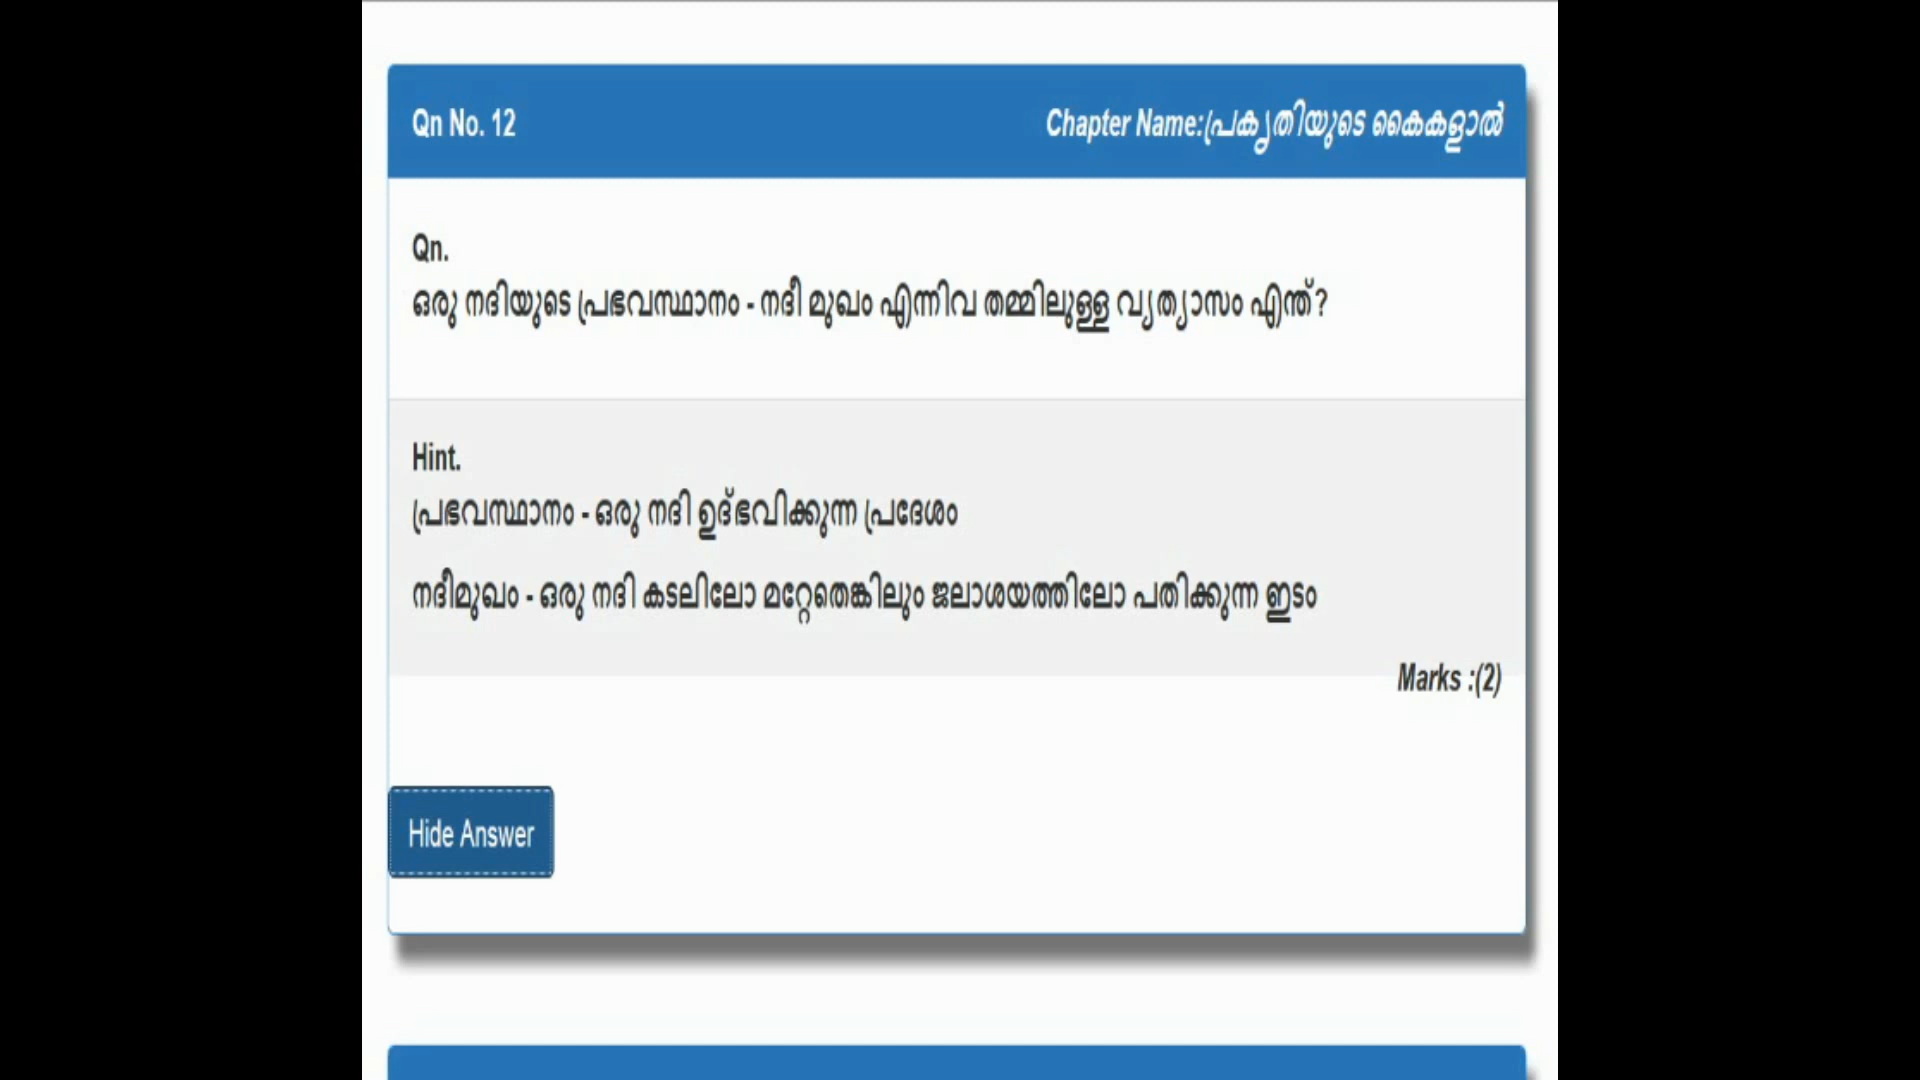 Qn No. 12
Chapter Name:പ്രകൃതിയുടെ കൈകളാൽ
Qn.
ഒരു നദിയുടെ പ്രഭവസ്ഥാനം - നദീ മുഖം എന്നിവ തമ്മിലുള്ള വ്യത്യാസം എന്ത്?
Hint.
പ്രഭവസ്ഥാനം - ഒരു നദി ഉദ്ഭവിക്കുന്ന പ്രദേശം
നദീമുഖം - ഒരു നദി കടലിലോ മറ്റേതെങ്കിലും ജലാശയത്തിലോ പതിക്കുന്ന ഇടം
Marks :(2)
Hide Answer